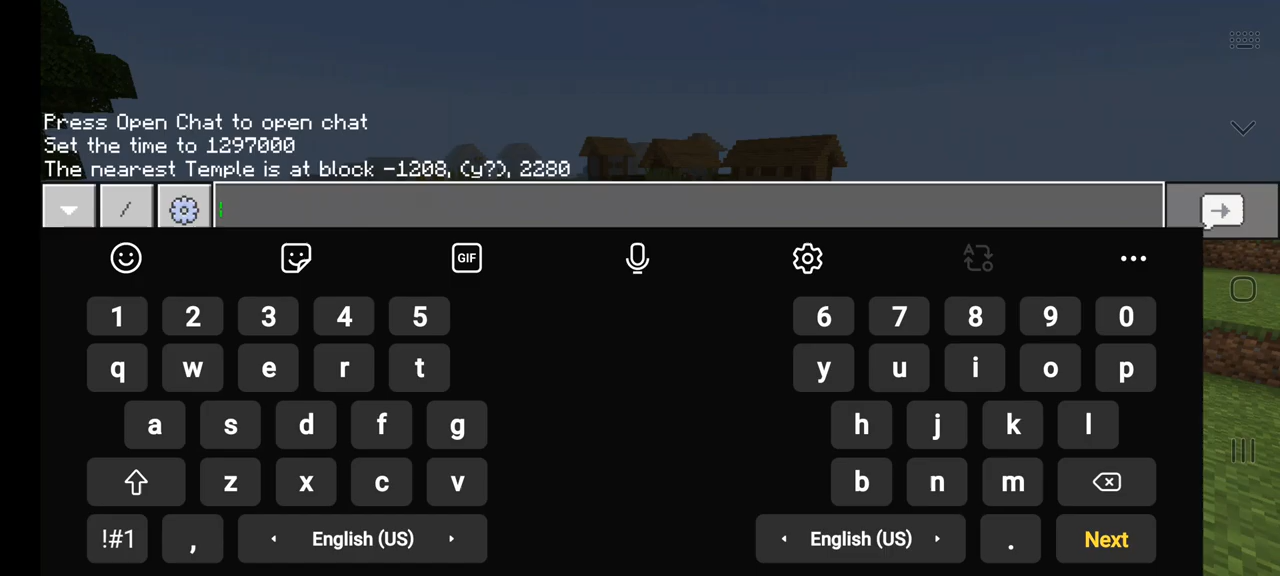 Press Open Chat to open chat
Set the time to 1297000
The nearest Temple is at block -1208, (y?), 2280
/
GIF
1 2 3 4 5 6 7 8 9 0
q w e r t y u i o p
a s d f g h j k l
z x c v b n m
!#1 , English (US) English (US) . Next